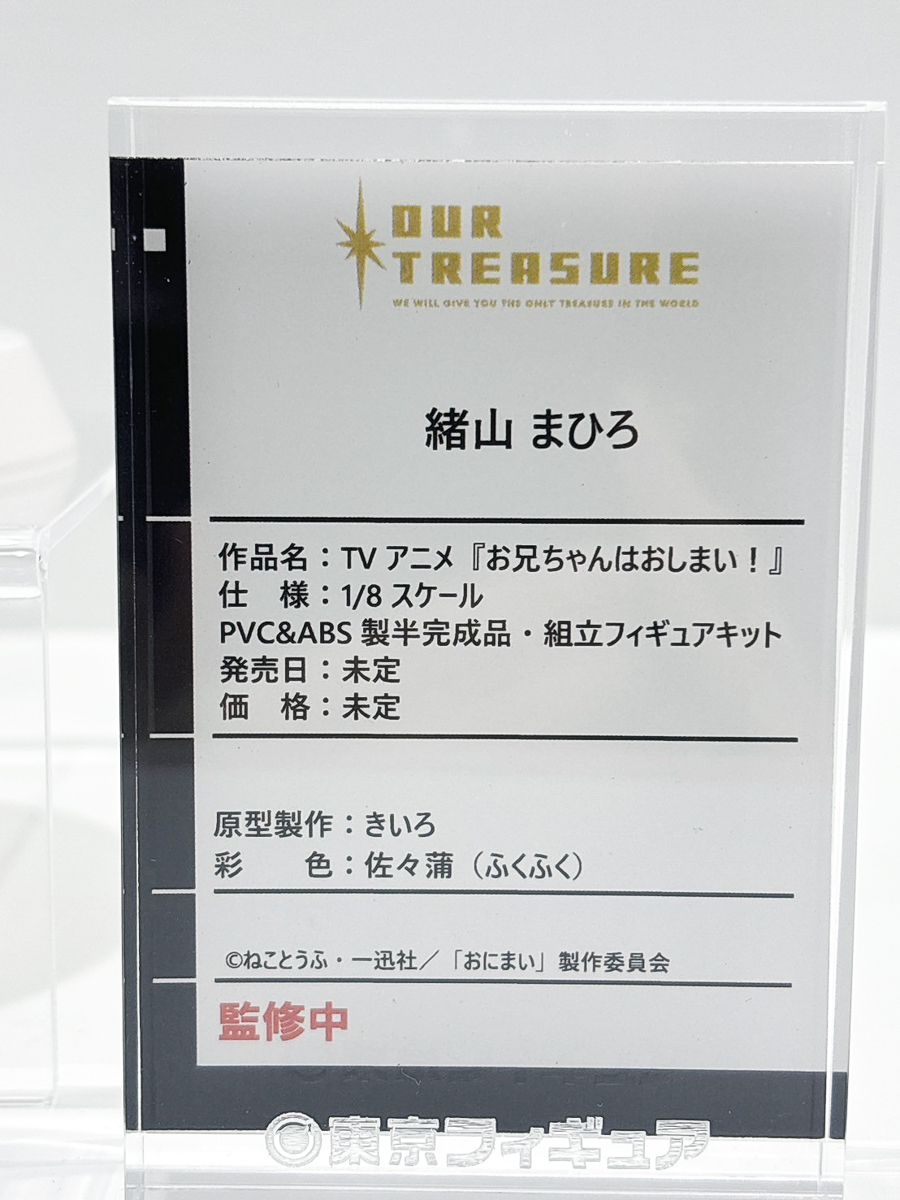 OUR
TREASURE
WE WILL GIVE YOU THS ONLY TREASURE IN THE WORLD
緒山 まひろ
作品名：TV アニメ『お兄ちゃんはおしまい！』
仕　様：1/8 スケール
PVC&ABS 製半完成品・組立フィギュアキット
発売日：未定
価　格：未定
原型製作：きいろ
彩　　色：佐々蒲（ふくふく）
©ねことうふ・一迅社／「おにまい」製作委員会
監修中
東京フィギュア